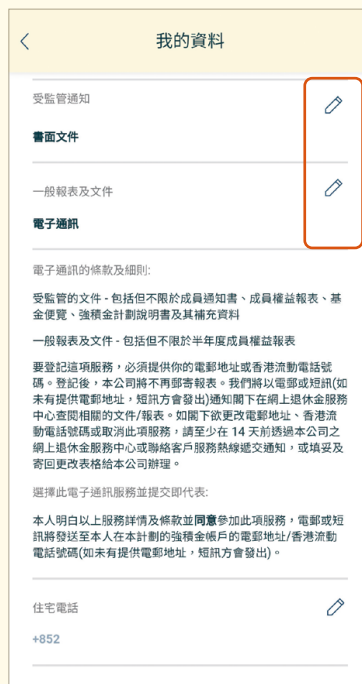 我的資料
受監管通知
書面文件
一般報表及文件
電子通訊
電子通訊的條款及細則:
受監管的文件 - 包括但不限於成員通知書、成員權益報表、基
金便覽、強積金計劃說明書及其補充資料
一般報表及文件 - 包括但不限於半年度成員權益報表
要登記這項服務，必須提供你的電郵地址或香港流動電話號
碼。登記後，本公司將不再郵寄報表。我們將以電郵或短訊(如
未有提供電郵地址，短訊方會發出)通知閣下在網上退休金服務
中心查閱相關的文件/報表。如閣下欲更改電郵地址、香港流
動電話號碼或取消此項服務，請至少在 14 天前透過本公司之
網上退休金服務中心或聯絡客戶服務熱線遞交通知，或填妥及
寄回更改表格給本公司辦理。
選擇此電子通訊服務並提交即代表:
本人明白以上服務詳情及條款並同意參加此項服務，電郵或短
訊將發送至本人在本計劃的強積金帳戶的電郵地址/香港流動
電話號碼(如未有提供電郵地址，短訊方會發出)。
住宅電話
+852